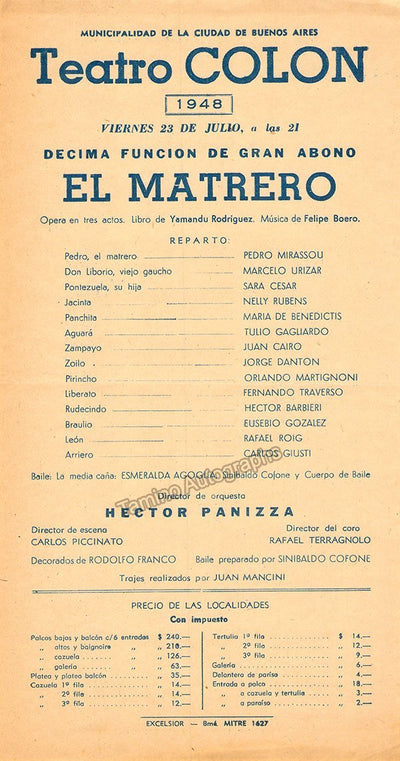 MUNICIPALIDAD DE LA CIUDAD DE BUENOS AIRES
Teatro COLON
1948
VIERNES 23 DE JULIO, a las 21
DECIMA FUNCION DE GRAN ABONO
EL MATRERO
Opera en tres actos. Libro de Yamandu Rodríguez. Música de Felipe Boero.
REPARTO:
Pedro, el matrero PEDRO MIRASSOU
Don Liborio, viejo gaucho MARCELO URIZAR
Pontezuela, su hija SARA CESAR
Jacinta NELLY RUBENS
Panchita MARIA DE BENEDICTIS
Aguará TULIO GAGLIARDO
Zampayo JUAN CAIRO
Zoilo JORGE DANTON
Pirincho ORLANDO MARTIGNONI
Liberato FERNANDO TRAVERSO
Rudecindo HECTOR BARBIERI
Braulio EUSEBIO GOZALEZ
León RAFAEL ROIG
Arriero CARLOS GIUSTI
Baile: La media caña: ESMERALDA AGOGLIA, Sinibaldo Cofone y Cuerpo de Baile
Tamino Autographs
Director de orquesta
HECTOR PANIZZA
Director de escena Director del coro
CARLOS PICCINATO RAFAEL TERRAGNOLO
Decorados de RODOLFO FRANCO Baile preparado por SINIBALDO COFONE
Trajes realizados por JUAN MANCINI
PRECIO DE LAS LOCALIDADES
Con impuesto
Palcos bajos y balcón c/6 entradas $ 240.— Tertulia 1ª fila $ 14.—
„ altos y baignoire „ „ 210.— „ 2ª fila „ 12.—
„ cazuela „ „ 126.— „ 3ª fila „ 9.—
„ galería „ „ 63.— Galería „ 6.—
Platea y platea balcón „ 35.— Delantera de paraíso „ 4.—
Cazuela 1ª fila „ 14.— Entrada a palco „ 18.—
„ 2ª fila „ 14.— „ a cazuela y tertulia „ 3.—
„ 3ª fila „ 12.— „ a paraíso „ 2.—
EXCELSIOR — Bmé. MITRE 1627